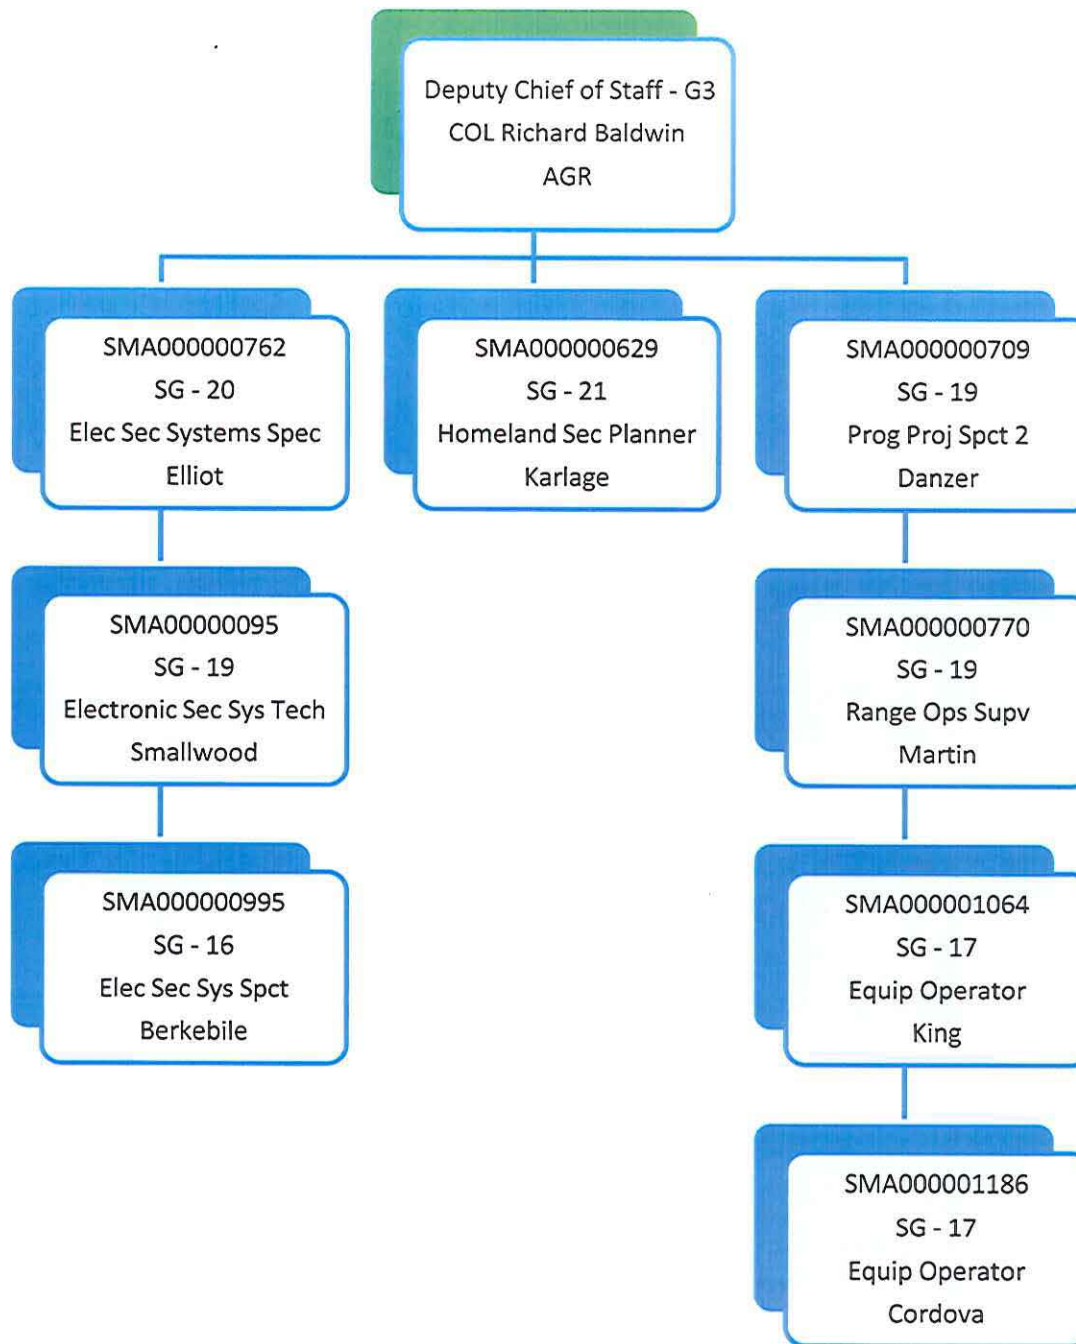 Deputy Chief of Staff - G3
COL Richard Baldwin
AGR
SMA000000762
SG - 20
Elec Sec Systems Spec
Elliot
SMA000000629
SG - 21
Homeland Sec Planner
Karlage
SMA000000709
SG - 19
Prog Proj Spct 2
Danzer
SMA00000095
SG - 19
Electronic Sec Sys Tech
Smallwood
SMA000000770
SG - 19
Range Ops Supv
Martin
SMA000000995
SG - 16
Elec Sec Sys Spct
Berkebile
SMA000001064
SG - 17
Equip Operator
King
SMA000001186
SG - 17
Equip Operator
Cordova